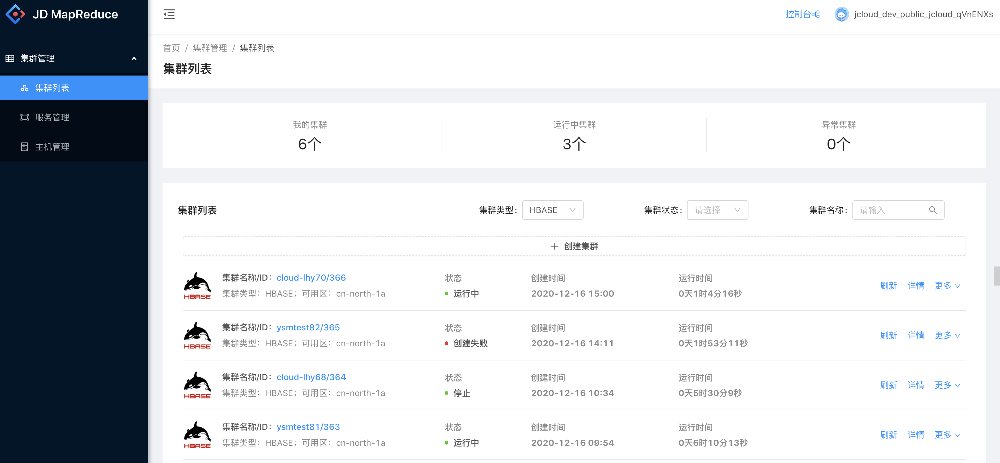 JD MapReduce
控制台
jcloud_dev_public_jcloud_qVnENXs
集群管理
集群列表
服务管理
主机管理
首页 / 集群管理 / 集群列表
集群列表
我的集群
6个
运行中集群
3个
异常集群
0个
集群列表
集群类型: HBASE
集群状态: 请选择
集群名称: 请输入
创建集群
HBASE
集群名称/ID: cloud-lhy70/366
集群类型: HBASE; 可用区: cn-north-1a
状态
运行中
创建时间
2020-12-16 15:00
运行时间
0天1时4分16秒
刷新 详情 更多
HBASE
集群名称/ID: ysmtest82/365
集群类型: HBASE; 可用区: cn-north-1a
状态
创建失败
创建时间
2020-12-16 14:11
运行时间
0天1时53分11秒
刷新 详情 更多
HBASE
集群名称/ID: cloud-lhy68/364
集群类型: HBASE; 可用区: cn-north-1a
状态
停止
创建时间
2020-12-16 10:34
运行时间
0天5时30分9秒
刷新 详情 更多
HBASE
集群名称/ID: ysmtest81/363
集群类型: HBASE; 可用区: cn-north-1a
状态
运行中
创建时间
2020-12-16 09:54
运行时间
0天6时10分13秒
刷新 详情 更多